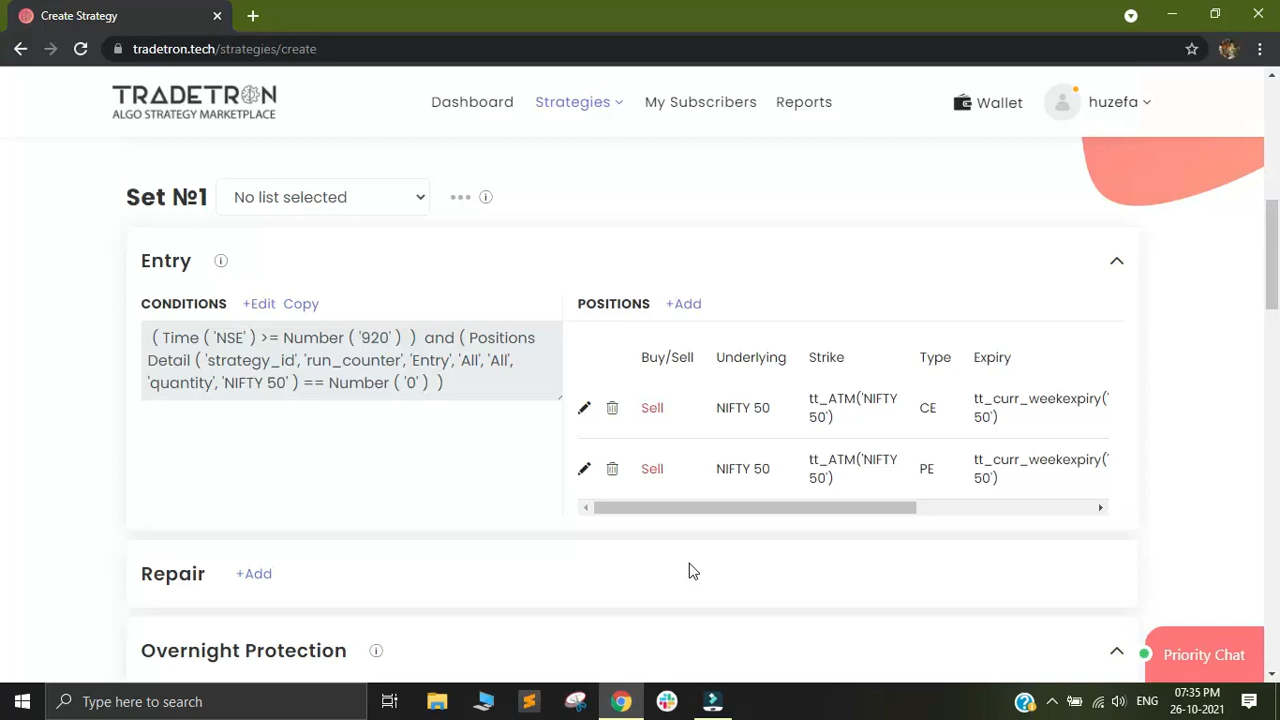 Create Strategy
tradetron.tech/strategies/create
TRADETRON
ALGO STRATEGY MARKETPLACE
Dashboard
Strategies
My Subscribers
Reports
Wallet
huzefa
Set №1
No list selected
Entry
CONDITIONS +Edit Copy
( Time ( 'NSE' ) >= Number ( '920' ) ) and ( Positions
Detail ( 'strategy_id', 'run_counter', 'Entry', 'All', 'All',
'quantity', 'NIFTY 50' ) == Number ( '0' ) )
POSITIONS +Add
Buy/Sell Underlying Strike Type Expiry
Sell NIFTY 50 tt_ATM('NIFTY 50') CE tt_curr_weekexpiry(' 50')
Sell NIFTY 50 tt_ATM('NIFTY 50') PE tt_curr_weekexpiry(' 50')
Repair +Add
Overnight Protection
Priority Chat
Type here to search
ENG
07:35 PM
26-10-2021